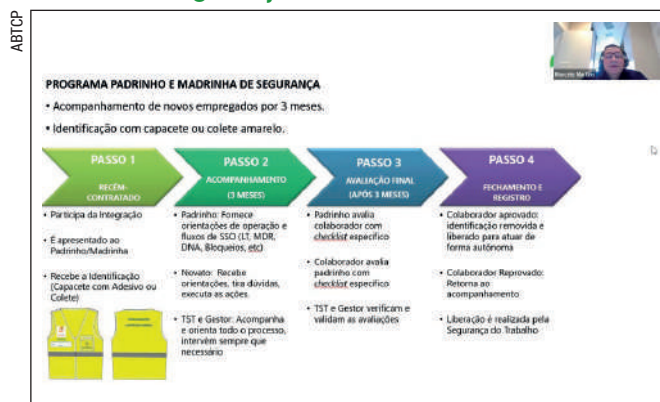 ABTCP
PROGRAMA PADRINHO E MADRINHA DE SEGURANÇA
• Acompanhamento de novos empregados por 3 meses.
• Identificação com capacete ou colete amarelo.
PASSO 1
RECÉM-
CONTRATADO
• Participa da Integração
• É apresentado ao
Padrinho/Madrinha
• Recebe a Identificação
(Capacete com Adesivo ou
Colete)
PASSO 2
ACOMPANHAMENTO
(3 MESES)
• Padrinho: Fornece
orientações de operação e
fluxos de SSO (LT, MDR,
DNA, Bloqueios, etc)
• Novato: Recebe
orientações, tira dúvidas,
executa as ações.
• TST e Gestor: Acompanha
e orienta todo o processo,
intervém sempre que
necessário
PASSO 3
AVALIAÇÃO FINAL
(APÓS 3 MESES)
• Padrinho avalia
colaborador com
checklist específico
• Colaborador avalia
padrinho com
checklist específico
• TST e Gestor verificam e
validam as avaliações
PASSO 4
FECHAMENTO E
REGISTRO
• Colaborador aprovado:
identificação removida e
liberado para atuar de
forma autônoma
• Colaborador Reprovado:
Retorna ao
acompanhamento
• Liberação é realizada pela
Segurança do Trabalho